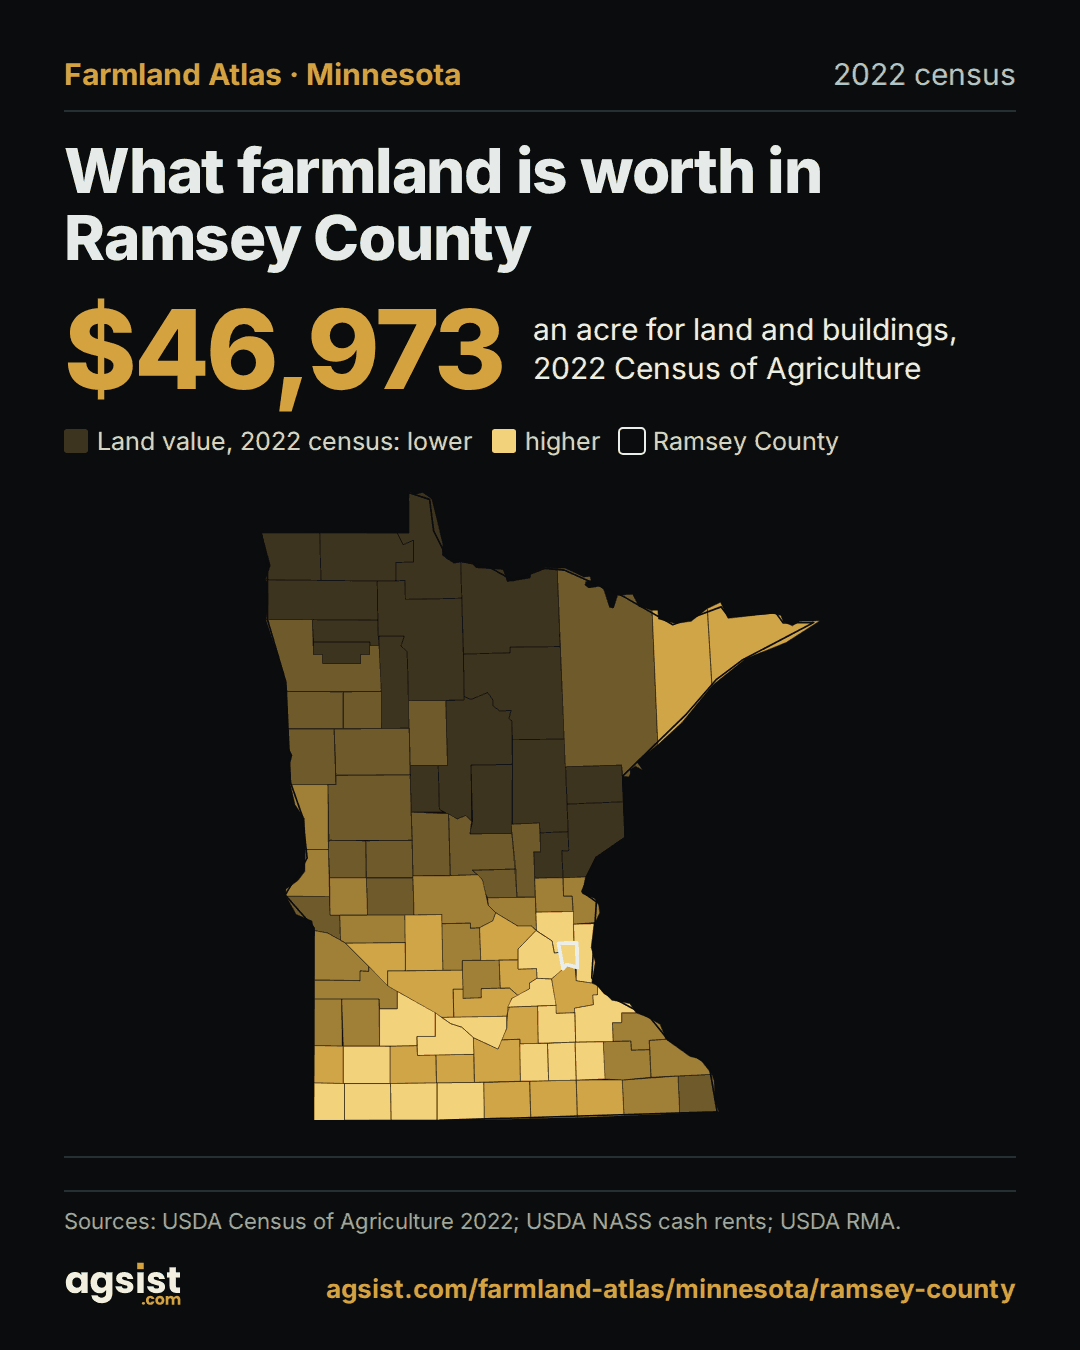 Farmland Atlas · Minnesota
2022 census
What farmland is worth in
Ramsey County
$46,973
an acre for land and buildings,
2022 Census of Agriculture
Land value, 2022 census: lower
higher
Ramsey County
Sources: USDA Census of Agriculture 2022; USDA NASS cash rents; USDA RMA.
agsist
.com
agsist.com/farmland-atlas/minnesota/ramsey-county